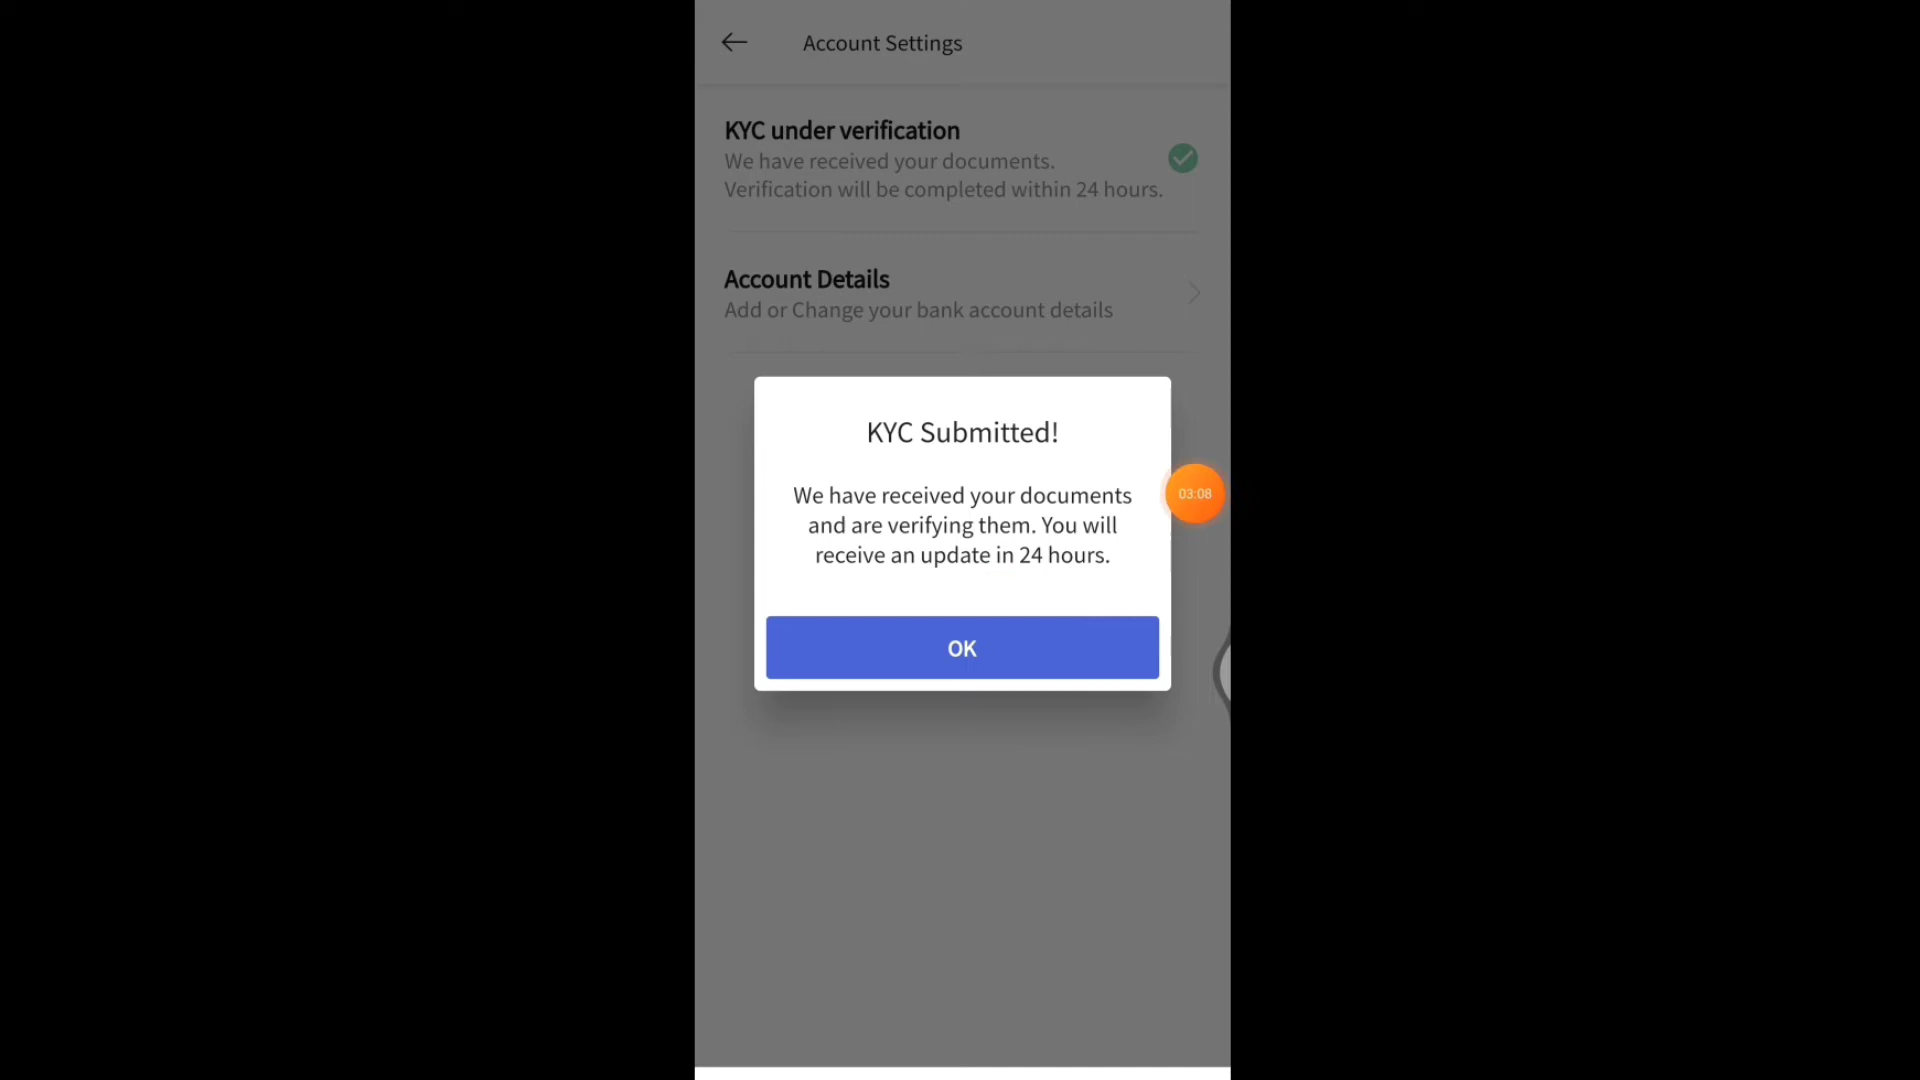 Account Settings
KYC under verification
We have received your documents.
Verification will be completed within 24 hours.
Account Details
Add or Change your bank account details
KYC Submitted!
We have received your documents
and are verifying them. You will
receive an update in 24 hours.
03:08
OK